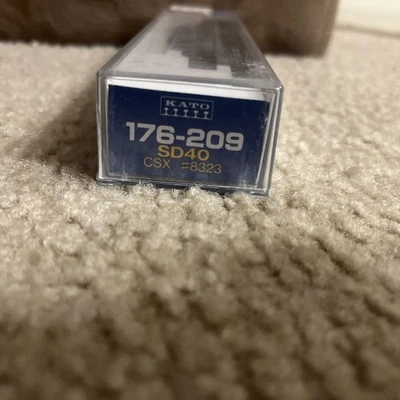 KATO
176-209
SD40
CSX =8323